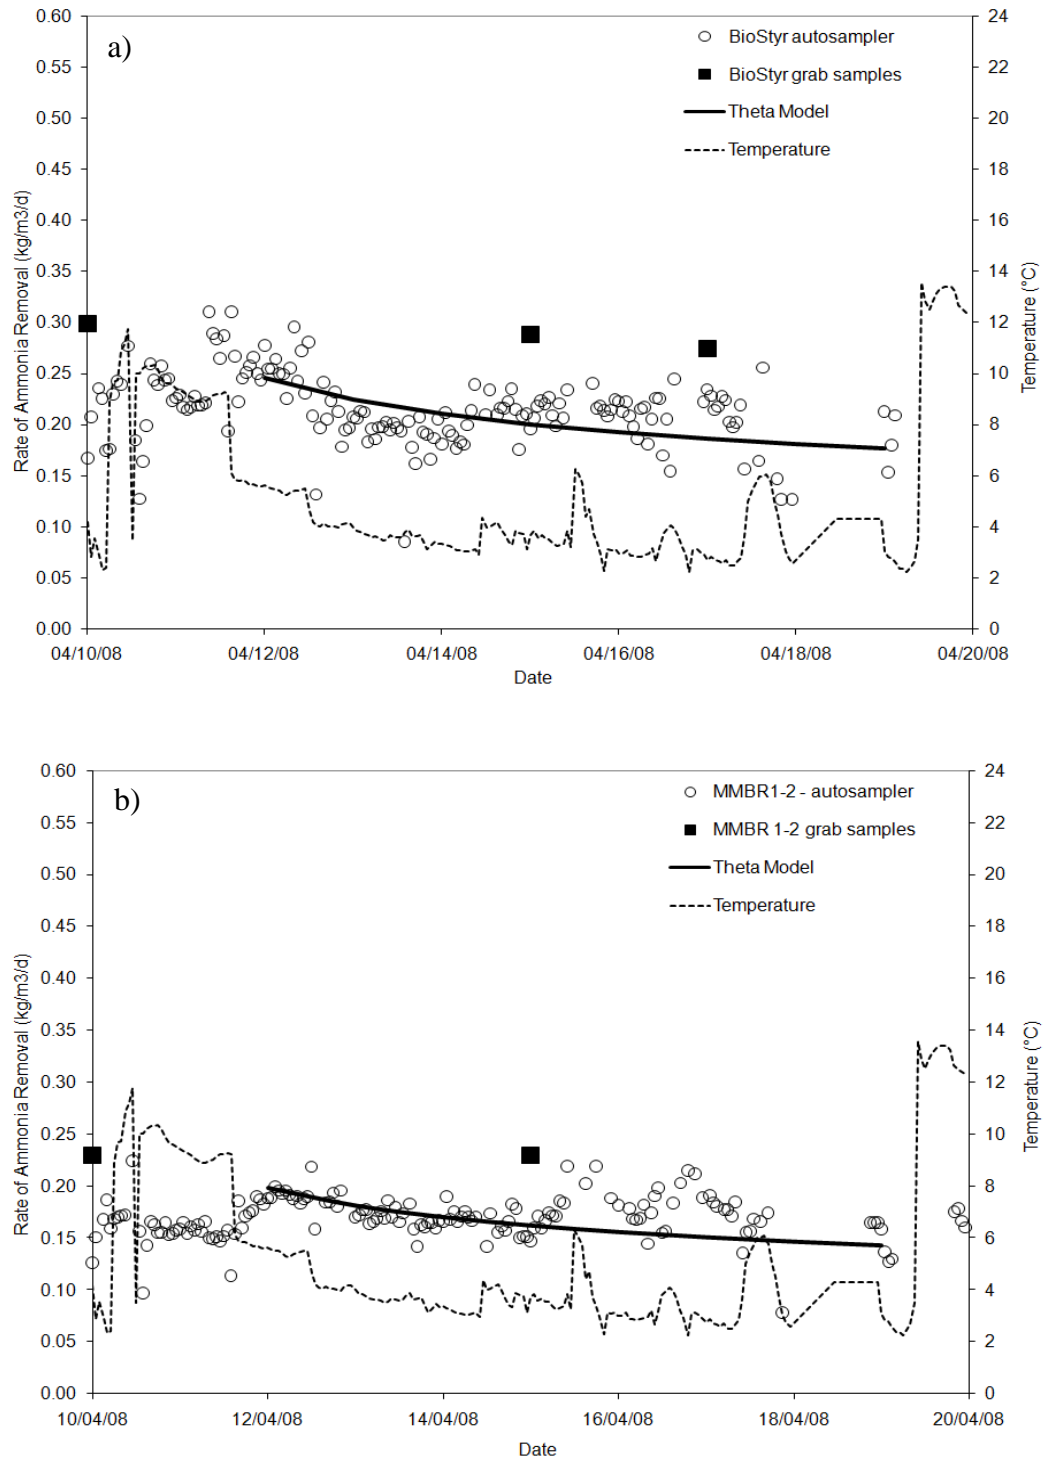 a)
BioStyr autosampler
BioStyr grab samples
Theta Model
Temperature
0.60
0.55
0.50
0.45
0.40
0.35
0.30
0.25
0.20
0.15
0.10
0.05
0.00
Rate of Ammonia Removal (kg/m3/d)
24
22
20
18
16
14
12
10
8
6
4
2
0
Temperature (°C)
04/10/08 04/12/08 04/14/08 04/16/08 04/18/08 04/20/08
Date
b)
MMBR1-2 - autosampler
MMBR 1-2 grab samples
Theta Model
Temperature
0.60
0.55
0.50
0.45
0.40
0.35
0.30
0.25
0.20
0.15
0.10
0.05
0.00
Rate of Ammonia Removal (kg/m3/d)
24
22
20
18
16
14
12
10
8
6
4
2
0
Temperature (°C)
10/04/08 12/04/08 14/04/08 16/04/08 18/04/08 20/04/08
Date